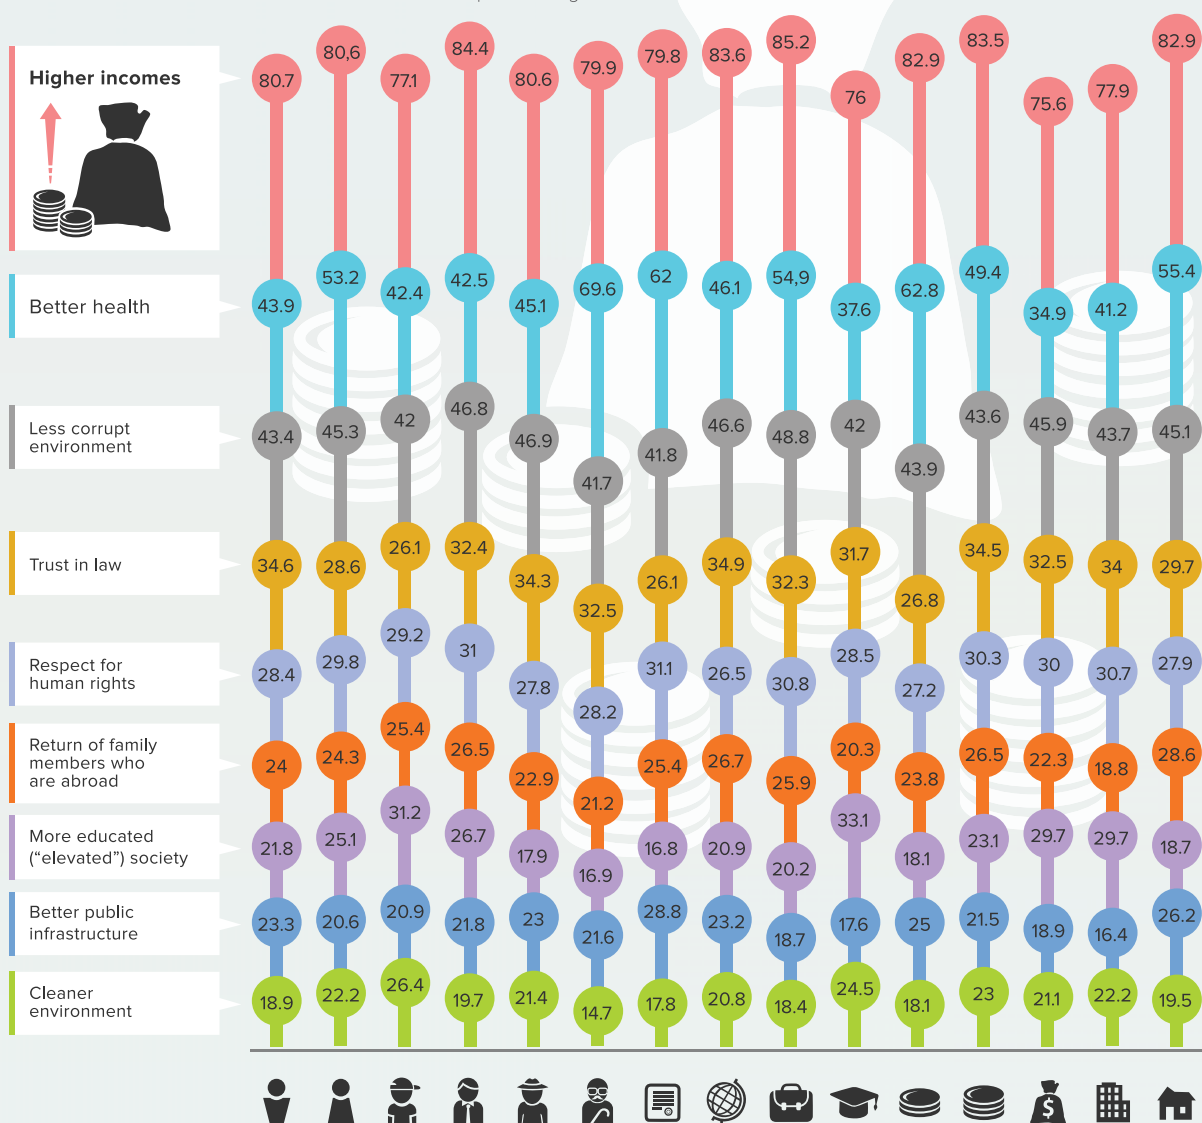 Higher incomes
80.7 80,6 77.1 84.4 80.6 79.9 79.8 83.6 85.2 76 82.9 83.5 75.6 77.9 82.9
Better health
43.9 53.2 42.4 42.5 45.1 69.6 62 46.1 54,9 37.6 62.8 49.4 34.9 41.2 55.4
Less corrupt
environment
43.4 45.3 42 46.8 46.9 41.7 41.8 46.6 48.8 42 43.9 43.6 45.9 43.7 45.1
Trust in law
34.6 28.6 26.1 32.4 34.3 32.5 26.1 34.9 32.3 31.7 26.8 34.5 32.5 34 29.7
Respect for
human rights
28.4 29.8 29.2 31 27.8 28.2 31.1 26.5 30.8 28.5 27.2 30.3 30 30.7 27.9
Return of family
members who
are abroad
24 24.3 25.4 26.5 22.9 21.2 25.4 26.7 25.9 20.3 23.8 26.5 22.3 18.8 28.6
More educated
(“elevated”) society
21.8 25.1 31.2 26.7 17.9 16.9 16.8 20.9 20.2 33.1 18.1 23.1 29.7 29.7 18.7
Better public
infrastructure
23.3 20.6 20.9 21.8 23 21.6 28.8 23.2 18.7 17.6 25 21.5 18.9 16.4 26.2
Cleaner
environment
18.9 22.2 26.4 19.7 21.4 14.7 17.8 20.8 18.4 24.5 18.1 23 21.1 22.2 19.5
$